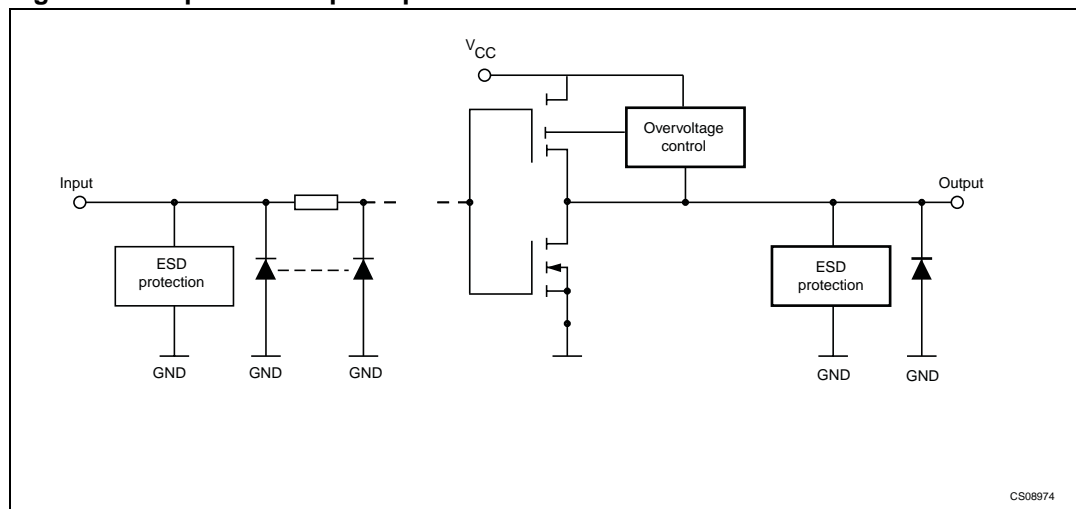 VCC
Overvoltage
control
Input
Output
ESD
protection
ESD
protection
GND
GND
GND
GND
GND
CS08974